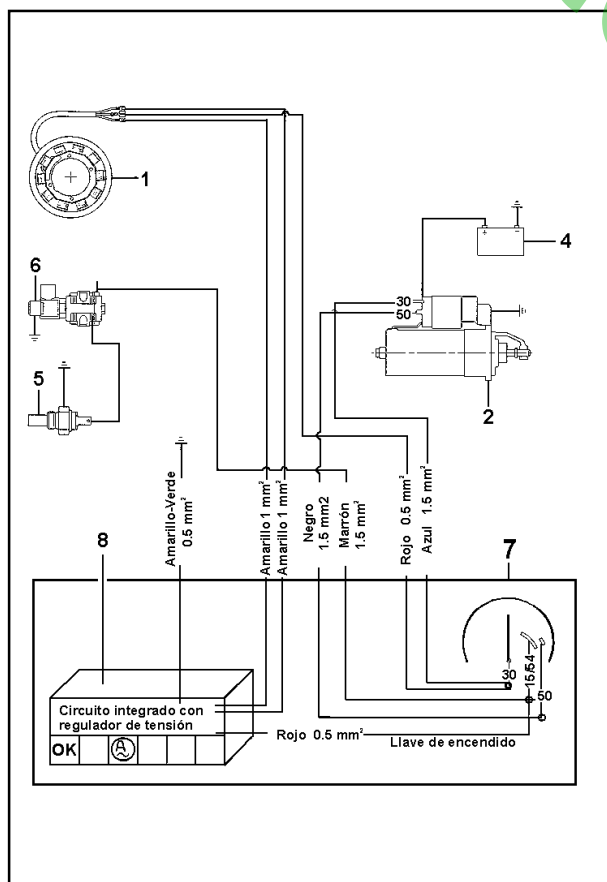 1
6
4
30
50
5
2
Amarillo-Verde
0.5 mm²
Amarillo 1 mm²
Amarillo 1 mm²
Negro
1.5 mm2
Marrón
1.5 mm²
Rojo 0.5 mm²
Azul 1.5 mm²
8
7
30
15/54
50
Circuito integrado con
regulador de tensión
Rojo 0.5 mm²
Llave de encendido
OK
A
+
-